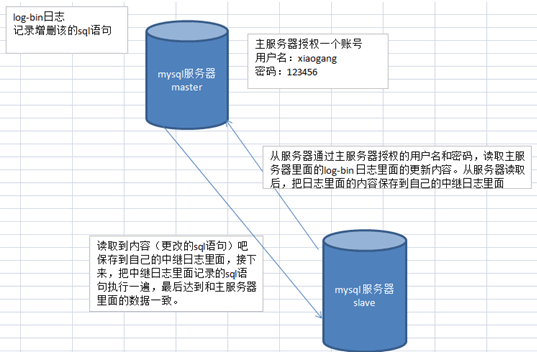 log-bin日志
记录增删该的sql语句
mysql服务器
master
主服务器授权一个账号
用户名：xiaogang
密码：123456
从服务器通过主服务器授权的用户名和密码，读取主服
务器里面的log-bin日志里面的更新内容。从服务器读取
后，把日志里面的内容保存到自己的中继日志里面
读取到内容（更改的sql语句）吧
保存到自己的中继日志里面，接下
来，把中继日志里面记录的sql语
句执行一遍，最后达到和主服务器
里面的数据一致。
mysql服务器
slave